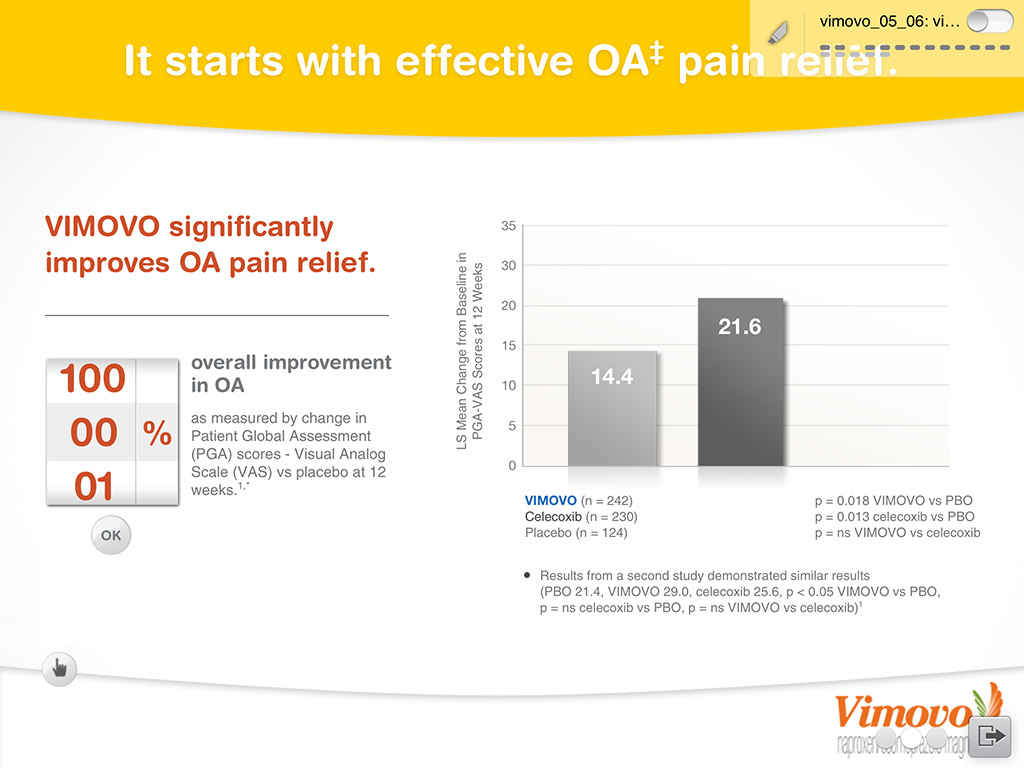 vimovo_05_06: vi...
It starts with effective OA‡ pain relief.
VIMOVO significantly
improves OA pain relief.
100
00 %
01
OK
overall improvement
in OA
as measured by change in
Patient Global Assessment
(PGA) scores - Visual Analog
Scale (VAS) vs placebo at 12
weeks.1,*
LS Mean Change from Baseline in
PGA-VAS Scores at 12 Weeks
35
30
20
15
10
5
0
14.4
21.6
VIMOVO (n = 242)
Celecoxib (n = 230)
Placebo (n = 124)
p = 0.018 VIMOVO vs PBO
p = 0.013 celecoxib vs PBO
p = ns VIMOVO vs celecoxib
• Results from a second study demonstrated similar results
(PBO 21.4, VIMOVO 29.0, celecoxib 25.6, p < 0.05 VIMOVO vs PBO,
p = ns celecoxib vs PBO, p = ns VIMOVO vs celecoxib)1
Vimovo